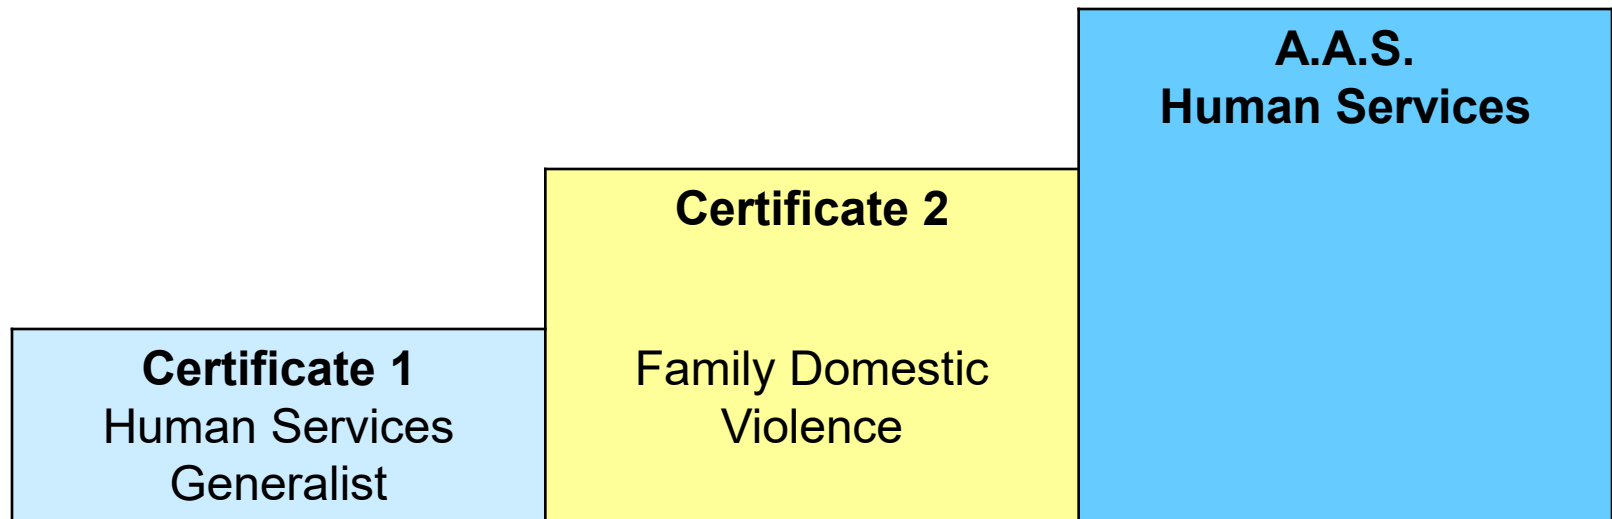 A.A.S.
Human Services
Certificate 2
Family Domestic
Violence
Certificate 1
Human Services
Generalist